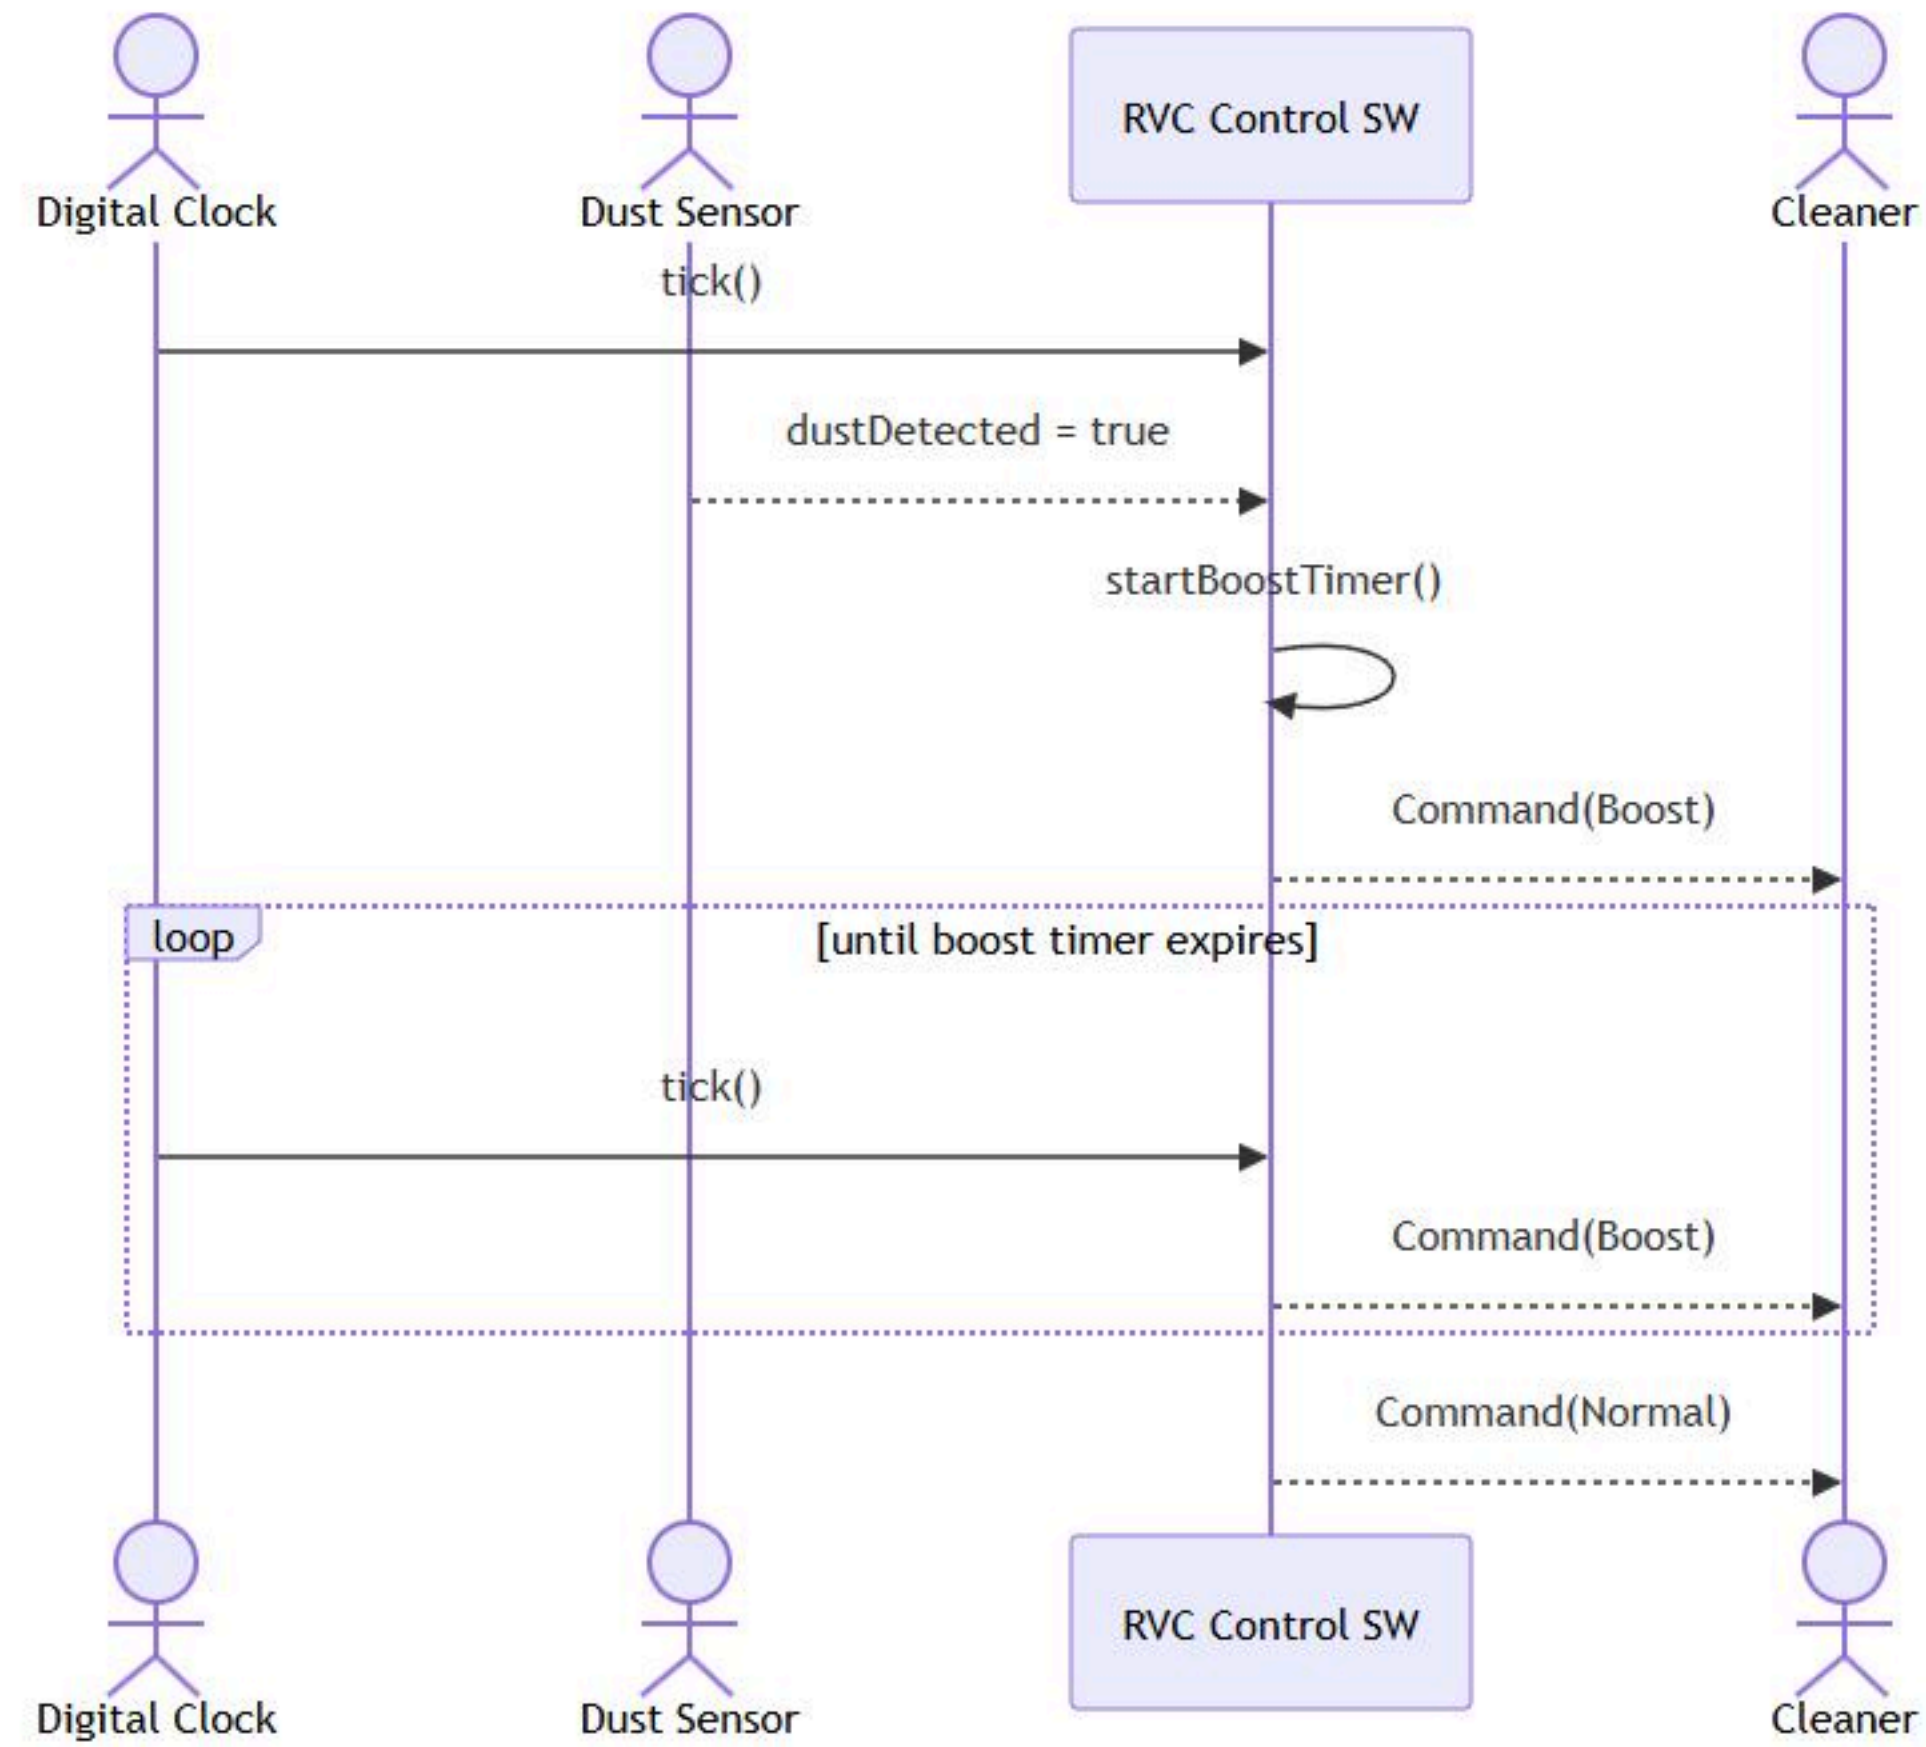 RVC Control SW
Digital Clock
Dust Sensor
Cleaner
tick()
dustDetected = true
startBoostTimer()
Command(Boost)
loop
[until boost timer expires]
tick()
Command(Boost)
Command(Normal)
RVC Control SW
Digital Clock
Dust Sensor
Cleaner